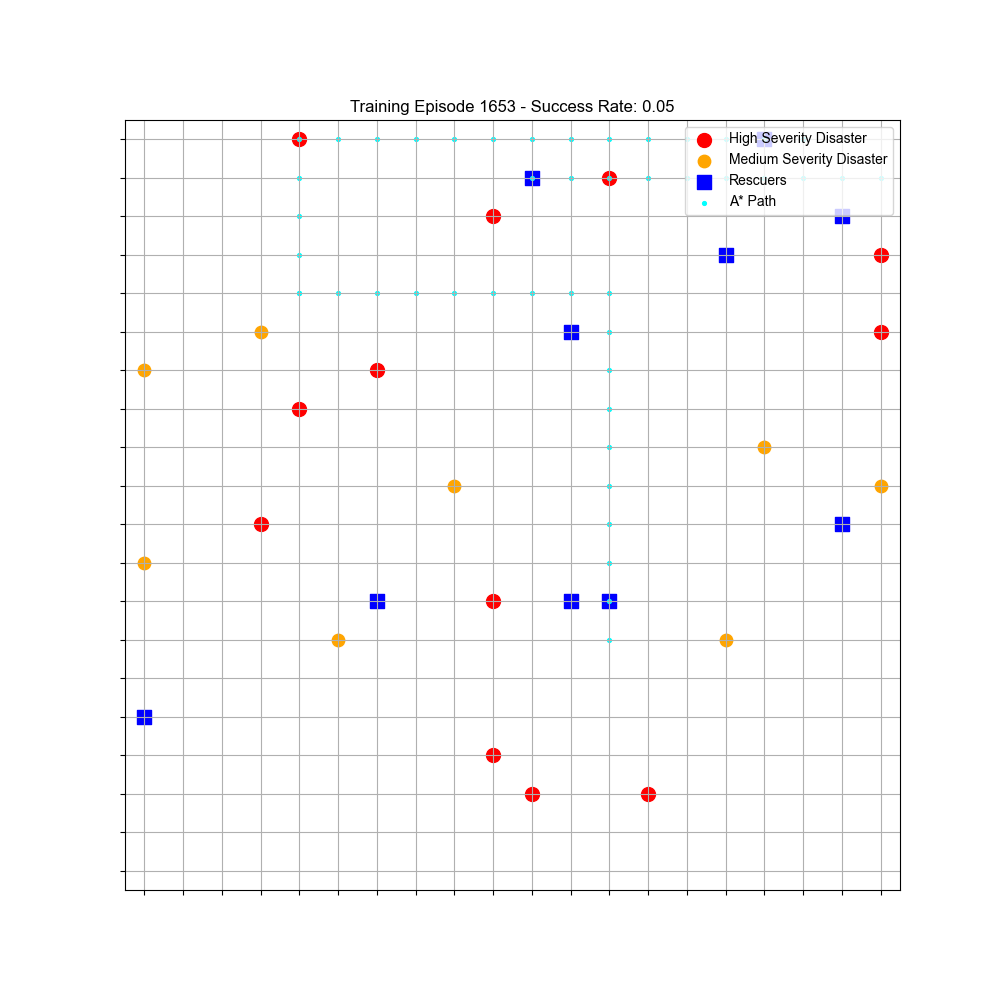 Training Episode 1653 - Success Rate: 0.05
High Severity Disaster
Medium Severity Disaster
Rescuers
A* Path